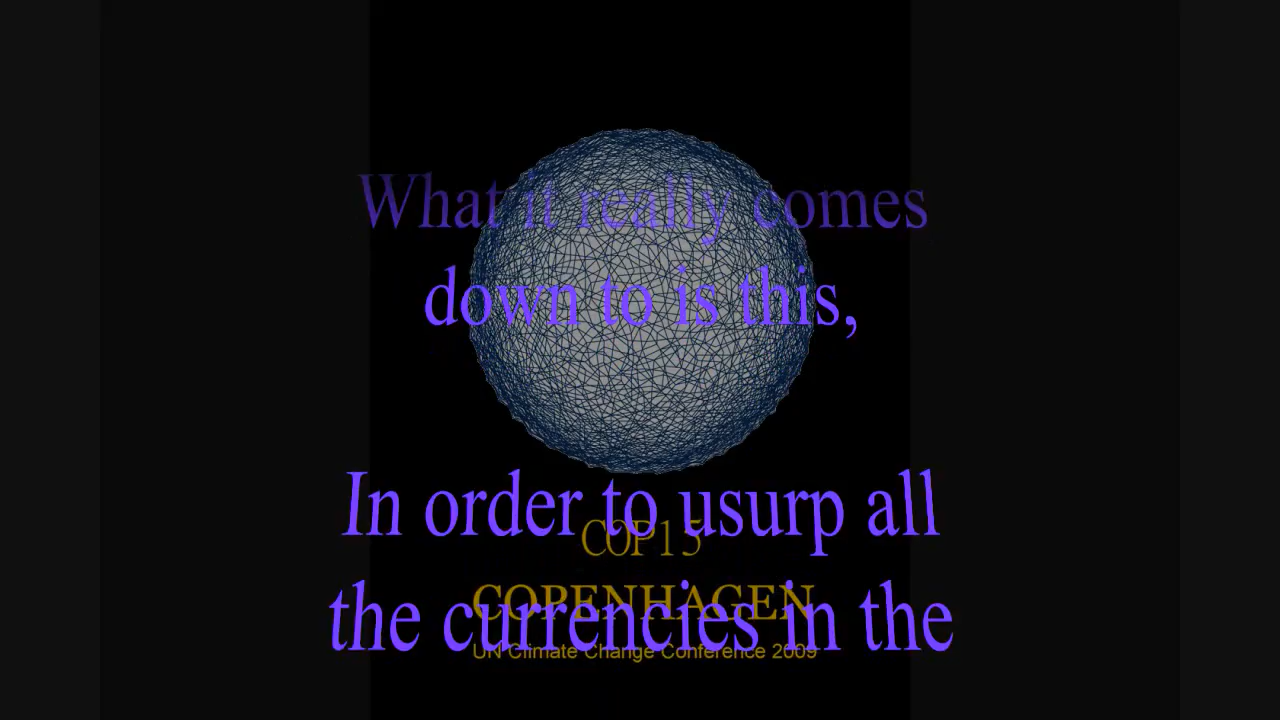 What it really comes
down to is this,
In order to usurp all
COP15
COPENHAGEN
the currencies in the
UN Climate Change Conference 2009